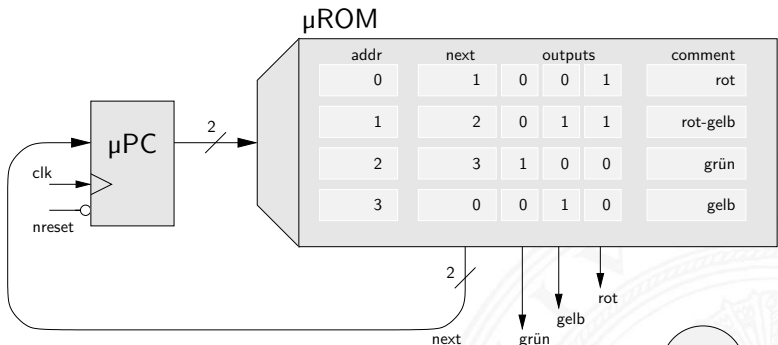 µROM
addr next outputs comment
0 1 0 0 1 rot
1 2 0 1 1 rot-gelb
2 3 1 0 0 grün
3 0 0 1 0 gelb
µPC
2
clk
nreset
2
rot
gelb
next
grün